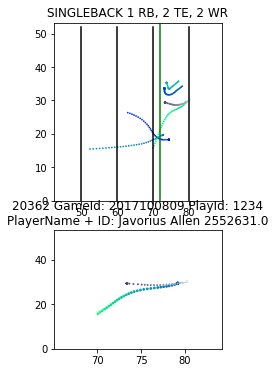 SINGLEBACK 1 RB, 2 TE, 2 WR
50
40
30
20
10
0
50 60 70 80
20362 GameId: 2017100809 PlayId: 1234
PlayerName + ID: Javorius Allen 2552631.0
40
20
0
70 75 80